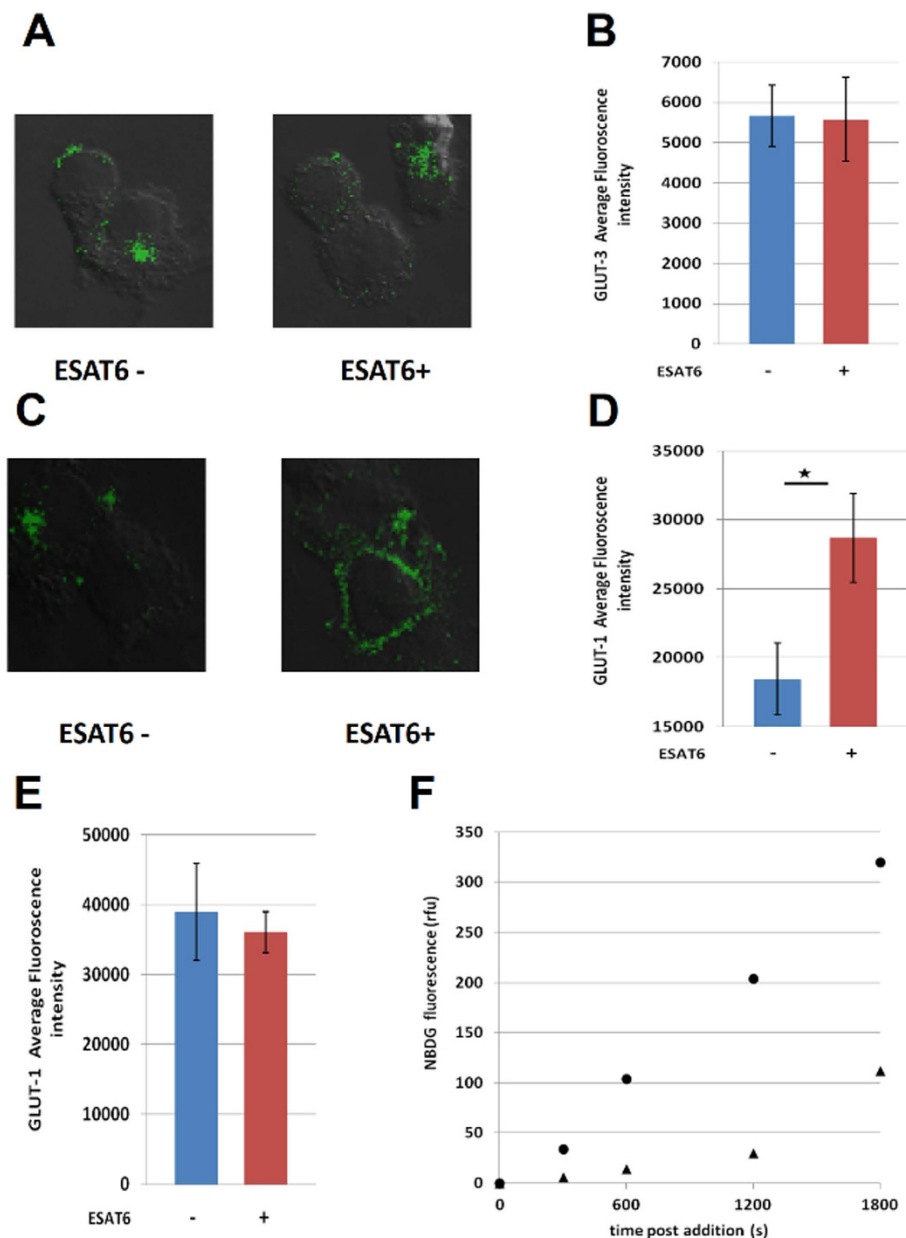 A
ESAT6 -
ESAT6+
B
GLUT-3 Average Fluoroscence
intensity
7000
6000
5000
4000
3000
2000
1000
0
ESAT6
-
+
C
ESAT6 -
ESAT6+
D
GLUT-1 Average Fluoroscence
intensity
35000
30000
25000
20000
15000
★
ESAT6
-
+
E
GLUT-1 Average Fluoroscence
intensity
50000
40000
30000
20000
10000
0
ESAT6
-
+
F
NBDG fluorescence (rfu)
350
300
250
200
150
100
50
0
0
600
1200
1800
time post addition (s)